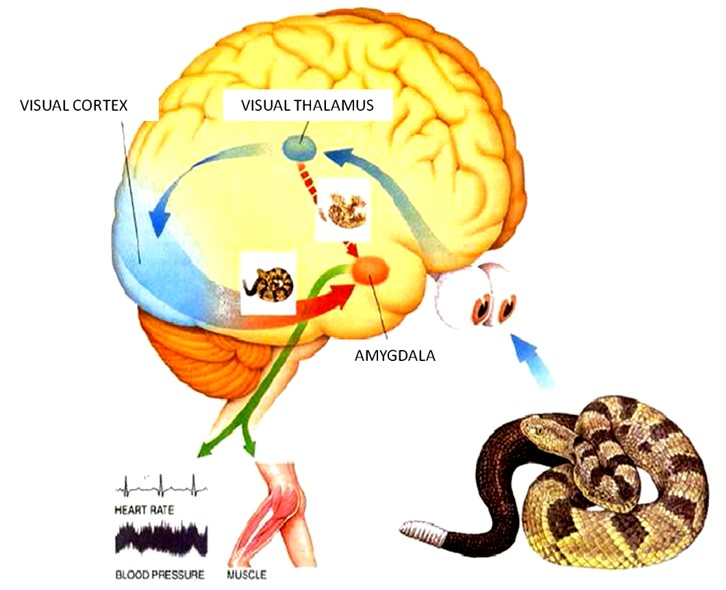 VISUAL CORTEX
VISUAL THALAMUS
AMYGDALA
HEART RATE
BLOOD PRESSURE
MUSCLE